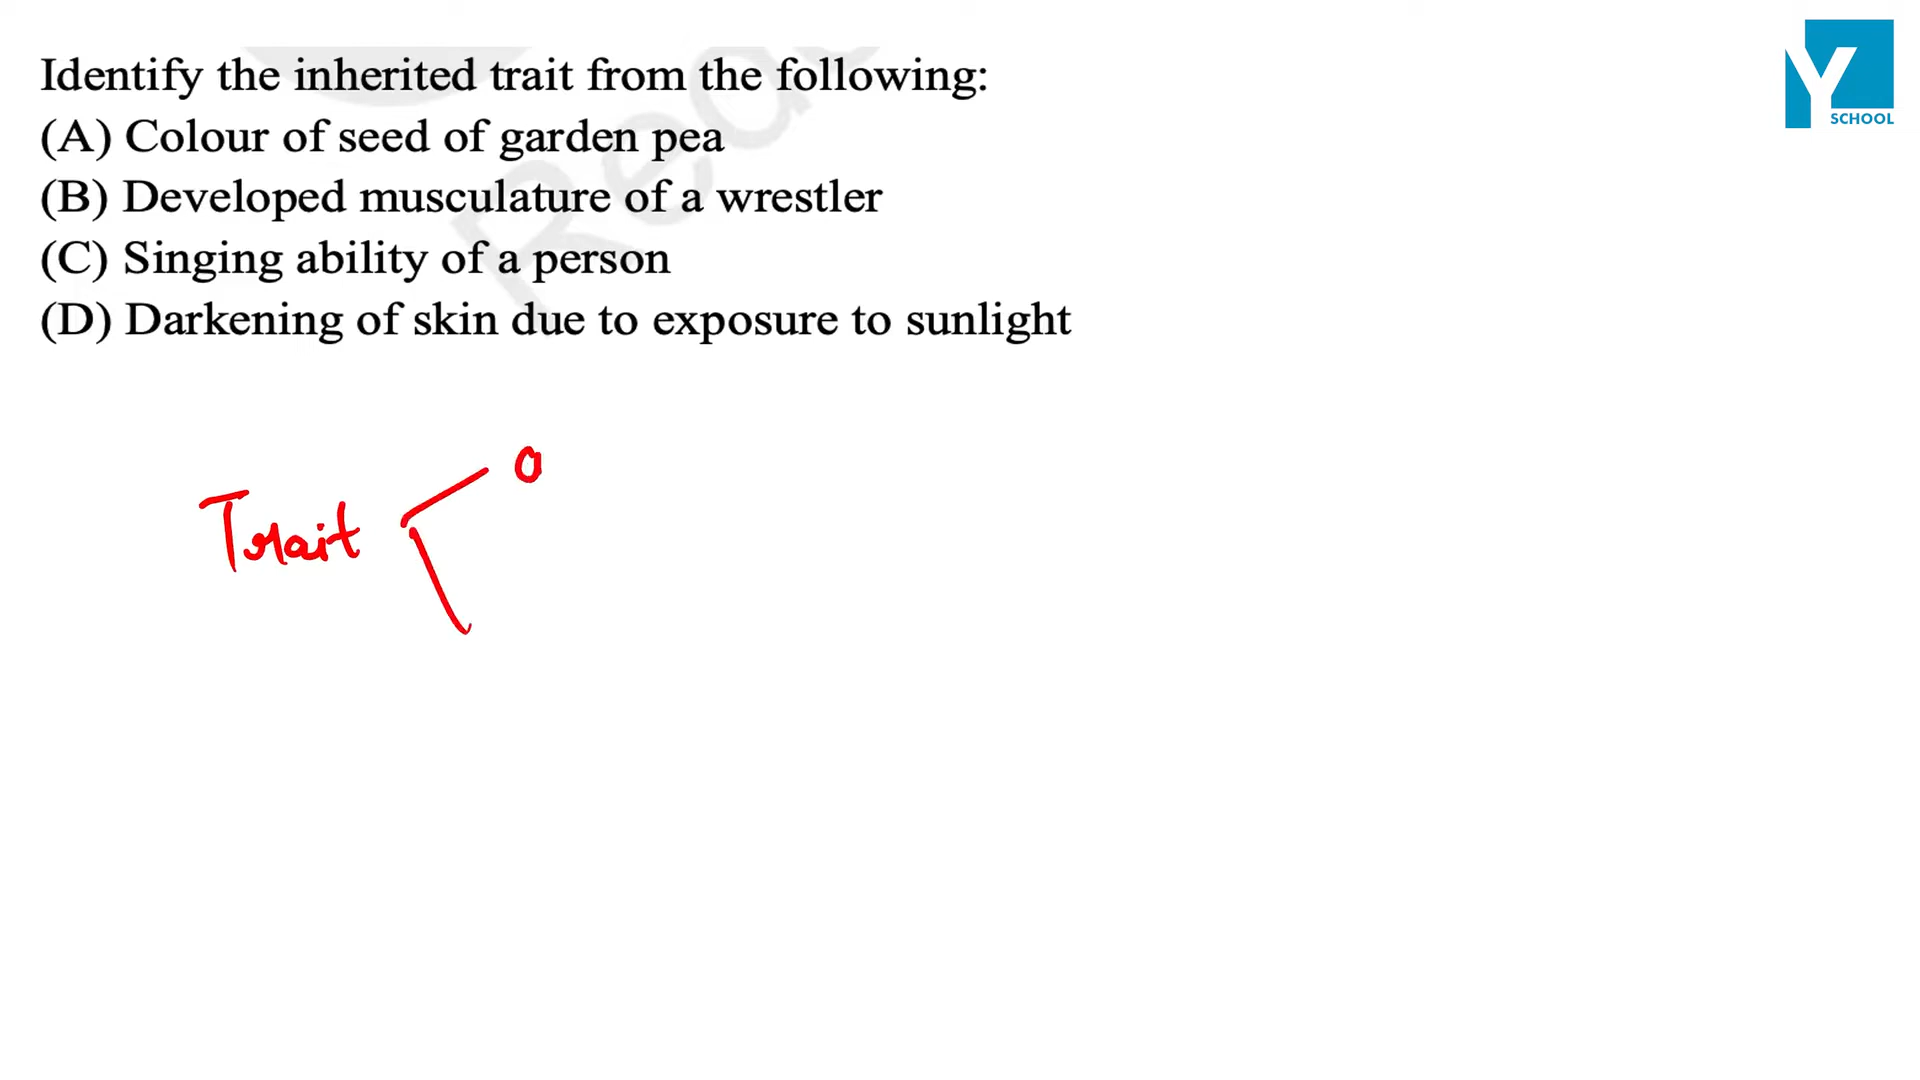 Identify the inherited trait from the following:
(A) Colour of seed of garden pea
(B) Developed musculature of a wrestler
(C) Singing ability of a person
(D) Darkening of skin due to exposure to sunlight
Y
SCHOOL
a
Trait